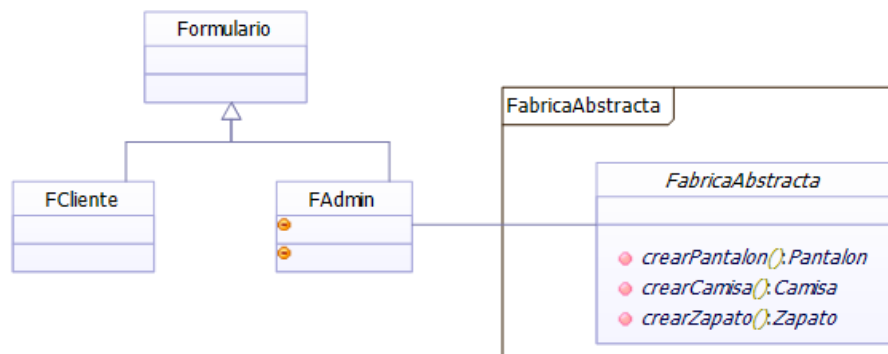 Formulario
FabricaAbstracta
FabricaAbstracta
FCliente
FAdmin
crearPantalon():Pantalon
crearCamisa():Camisa
crearZapato():Zapato